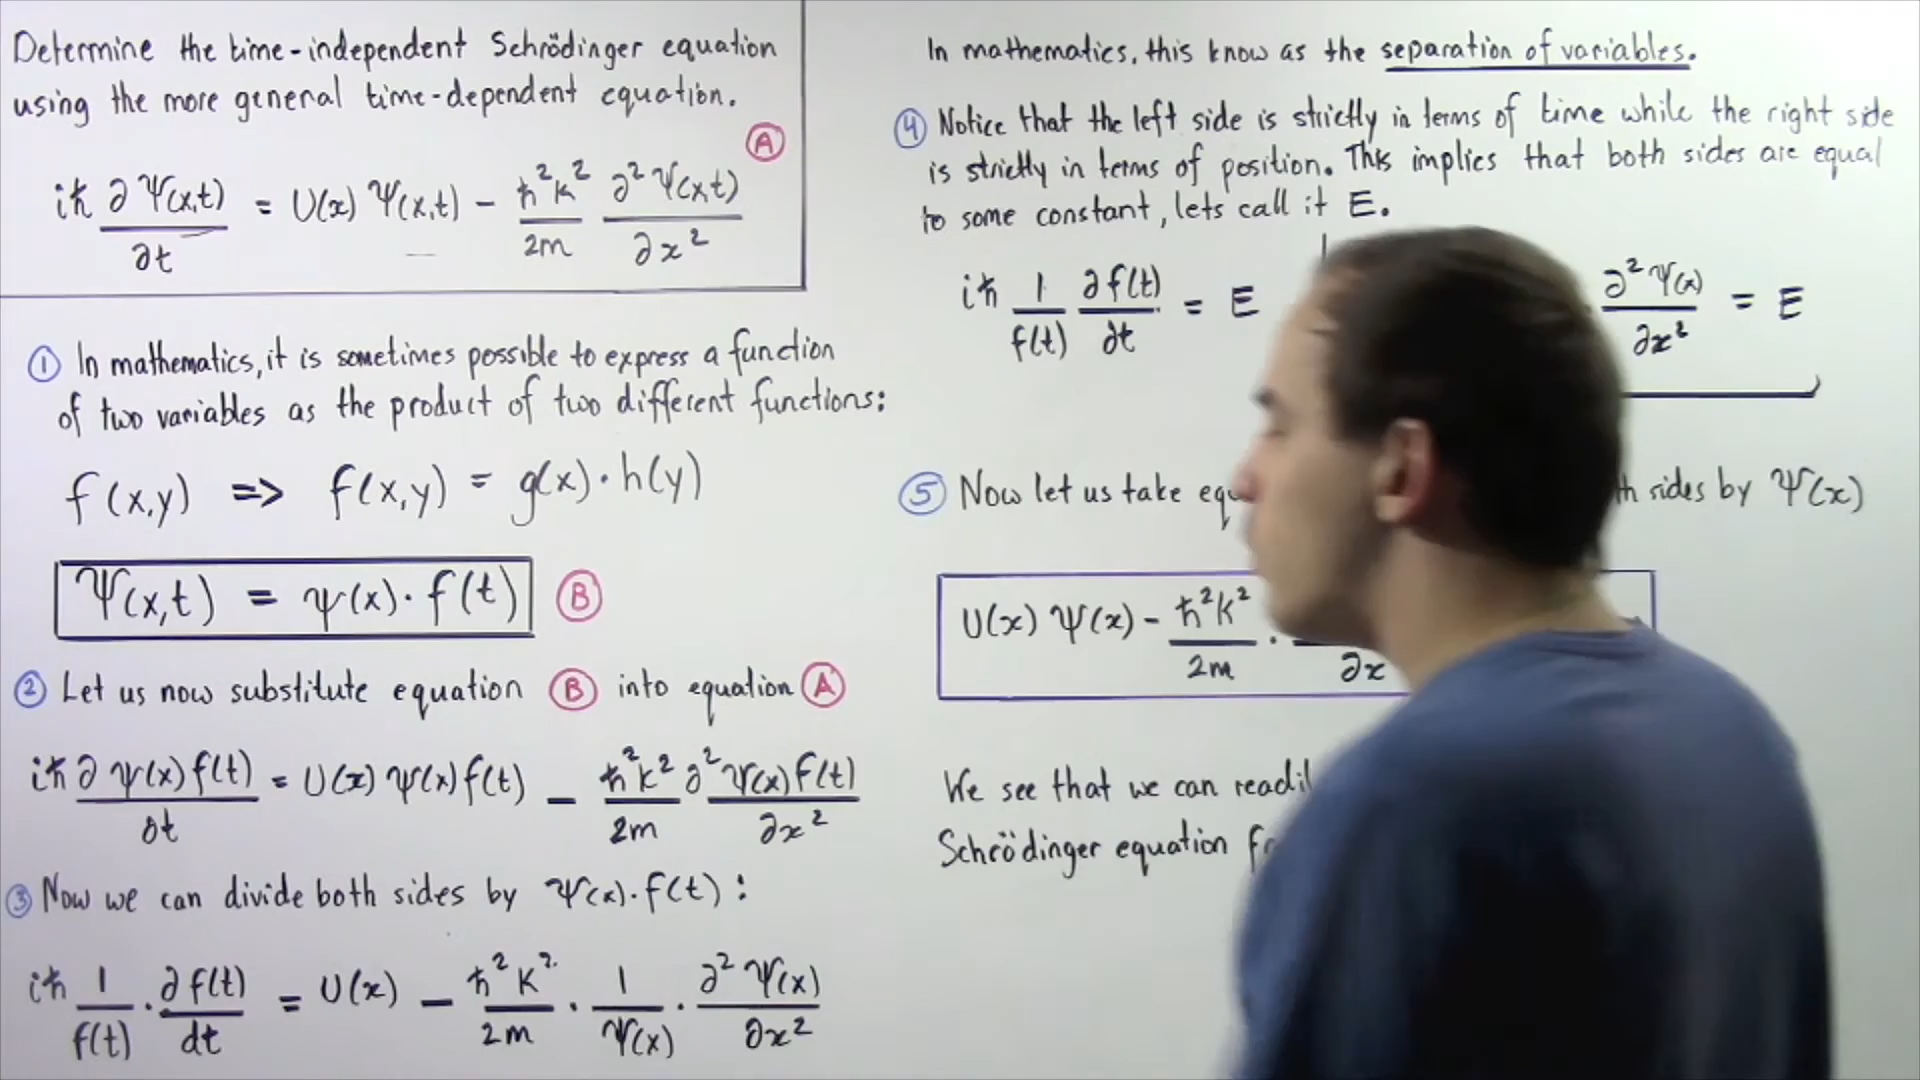 Determine the time-independent Schrödinger equation
using the more general time-dependent equation.
A
iħ ∂Ψ(x,t)/∂t = U(x) Ψ(x,t) - ħ²k²/2m ∂²Ψ(x,t)/∂x²
① In mathematics, it is sometimes possible to express a function
of two variables as the product of two different functions:
f(x,y) => f(x,y) = g(x)·h(y)
Ψ(x,t) = ψ(x)·f(t) B
② Let us now substitute equation B into equation A
iħ ∂ψ(x)f(t)/∂t = U(x) ψ(x)f(t) - ħ²k²/2m ∂²ψ(x)f(t)/∂x²
③ Now we can divide both sides by ψ(x)·f(t):
iħ 1/f(t) · ∂f(t)/dt = U(x) - ħ²k²/2m · 1/ψ(x) · ∂²ψ(x)/∂x²
In mathematics, this know as the separation of variables.
④ Notice that the left side is strictly in terms of time while the right side
is strictly in terms of position. This implies that both sides are equal
to some constant, lets call it E.
iħ 1/f(t) ∂f(t)/∂t = E ∂²ψ(x)/∂x² = E
⑤ Now let us take sides by ψ(x)
U(x) ψ(x) - ħ²k²/2m · ∂x
We see that we can
Schrödinger equation